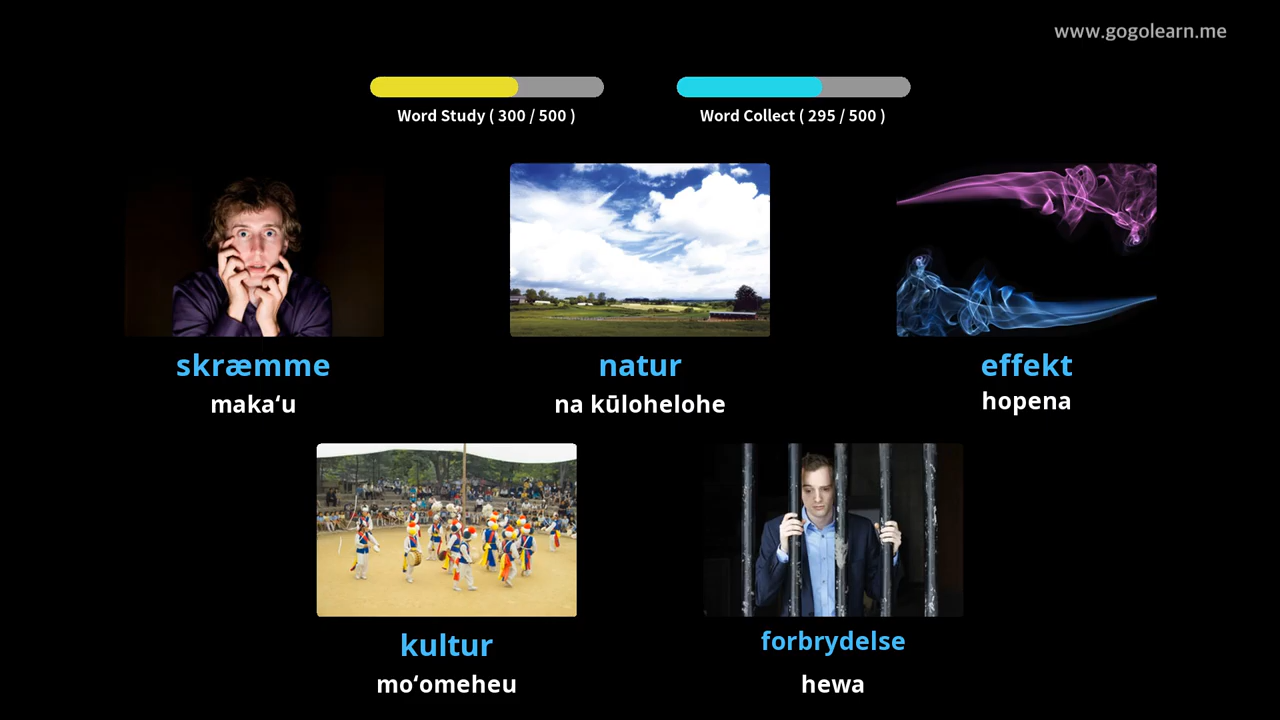 www.gogolearn.me
Word Study ( 300 / 500 )
Word Collect ( 295 / 500 )
skræmme
natur
effekt
makaʻu
na kūlohelohe
hopena
kultur
forbrydelse
moʻomeheu
hewa